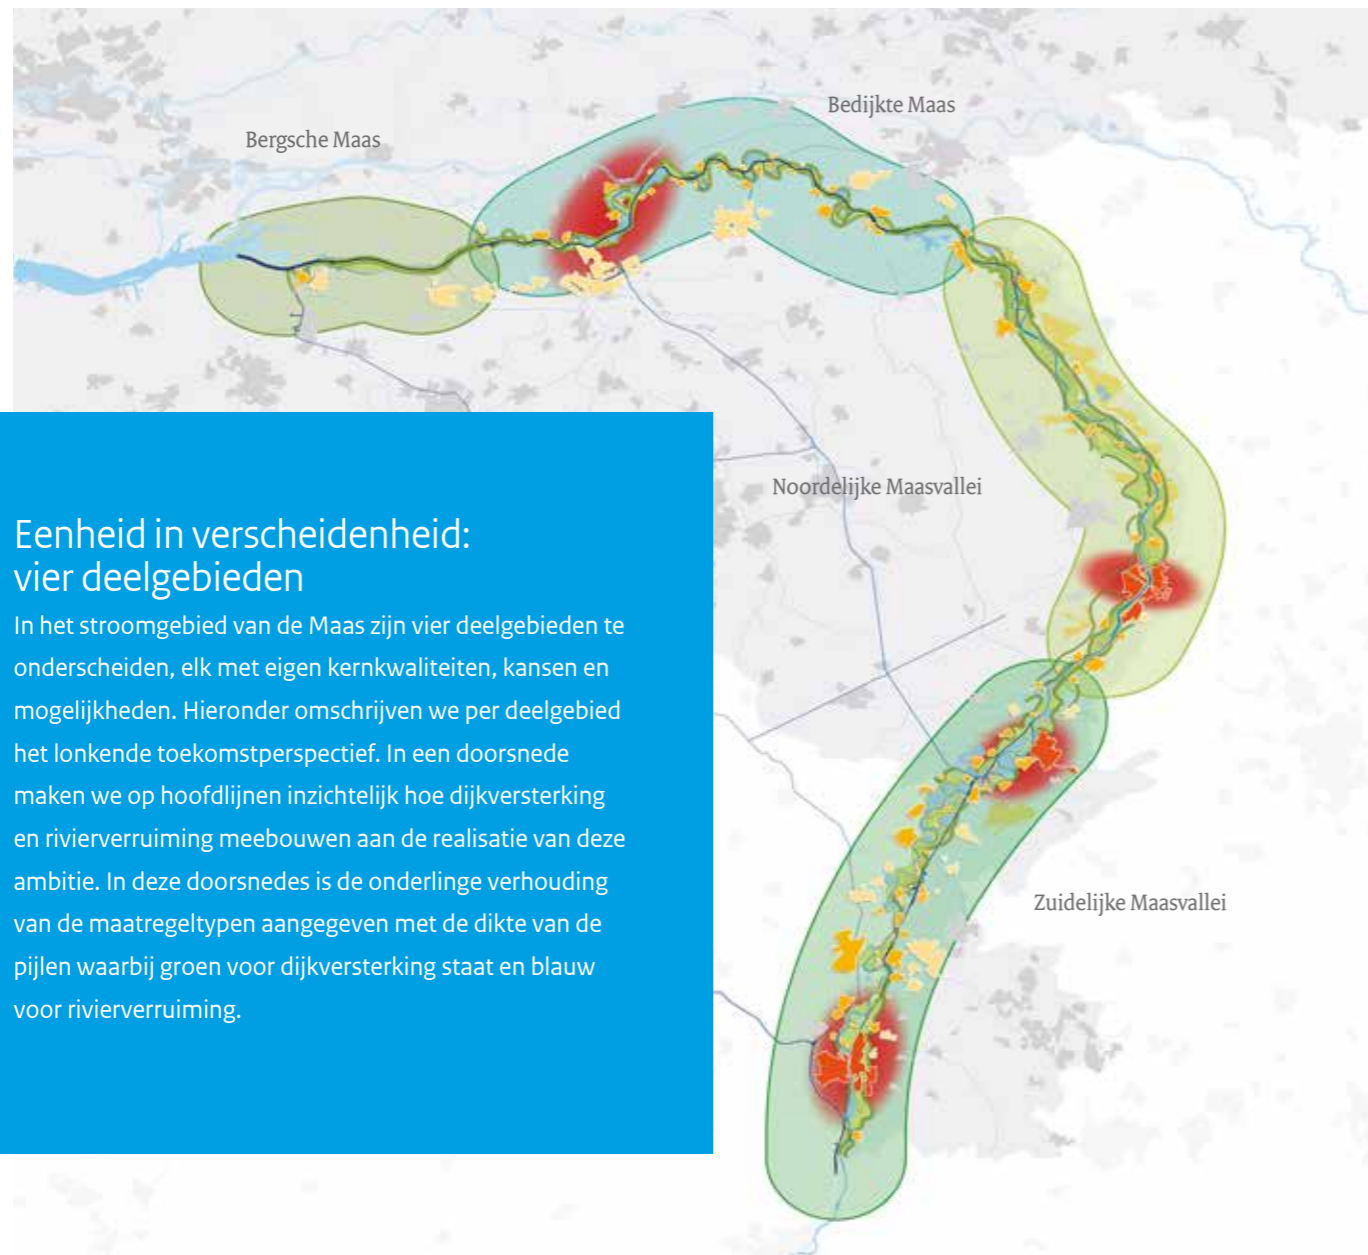 Bedijkte Maas
Bergsche Maas
Noordelijke Maasvallei
Eenheid in verscheidenheid:
vier deelgebieden
In het stroomgebied van de Maas zijn vier deelgebieden te
onderscheiden, elk met eigen kernkwaliteiten, kansen en
mogelijkheden. Hieronder omschrijven we per deelgebied
het lonkende toekomstperspectief. In een doorsnede
maken we op hoofdlijnen inzichtelijk hoe dijkversterking
en rivierverruiming meebouwen aan de realisatie van deze
ambitie. In deze doorsnedes is de onderlinge verhouding
van de maatregeltypen aangegeven met de dikte van de
pijlen waarbij groen voor dijkversterking staat en blauw
voor rivierverruiming.
Zuidelijke Maasvallei